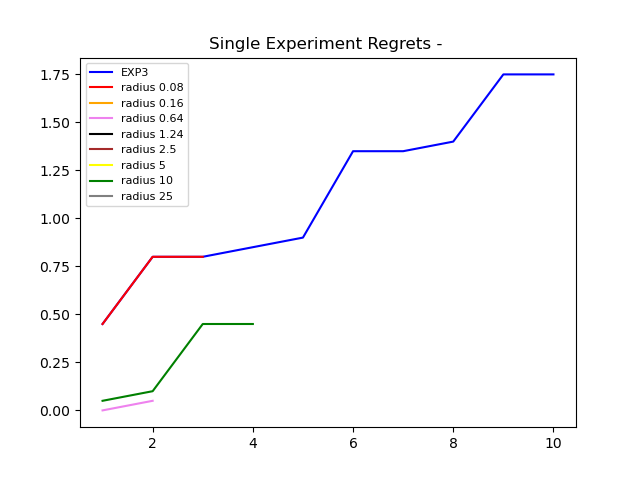 Single Experiment Regrets -
EXP3
radius 0.08
radius 0.16
radius 0.64
radius 1.24
radius 2.5
radius 5
radius 10
radius 25
1.75
1.50
1.25
1.00
0.75
0.50
0.25
0.00
2 4 6 8 10